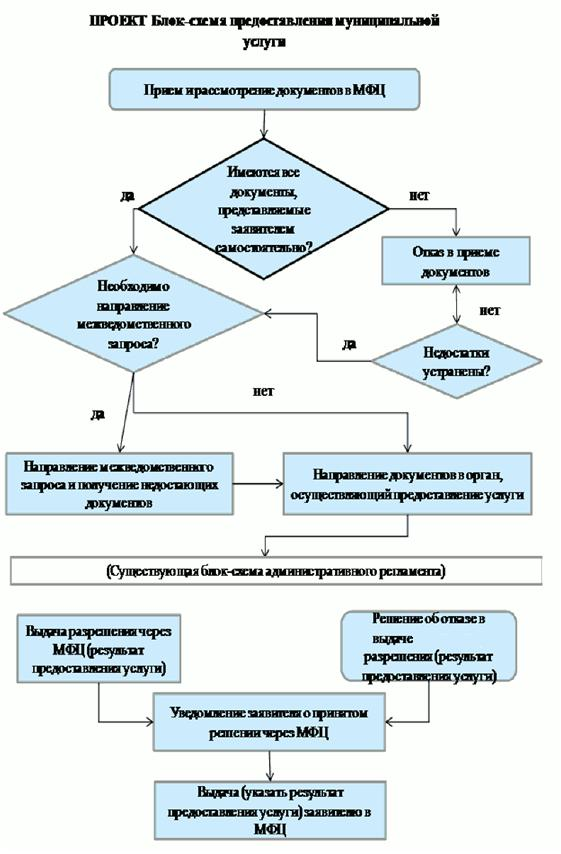 ПРОЕКТ Блок-схема предоставления муниципальной
услуги
Прием и рассмотрение документов в МФЦ
Имеются все
документы,
представляемые
заявителем
самостоятельно?
да
нет
Отказ в приеме
документов
Необходимо
направление
межведомственного
запроса?
нет
да
Недостатки
устранены?
нет
да
Направление межведомственного
запроса и получение недостающих
документов
Направление документов в орган,
осуществляющий предоставление услуги
(Существующая блок-схема административного регламента)
Выдача разрешения через
МФЦ (результат
предоставления услуги)
Решение об отказе в
выдаче
разрешения (результат
предоставления услуги)
Уведомление заявителя о принятом
решении через МФЦ
Выдача (указать результат
предоставления услуги) заявителю в
МФЦ